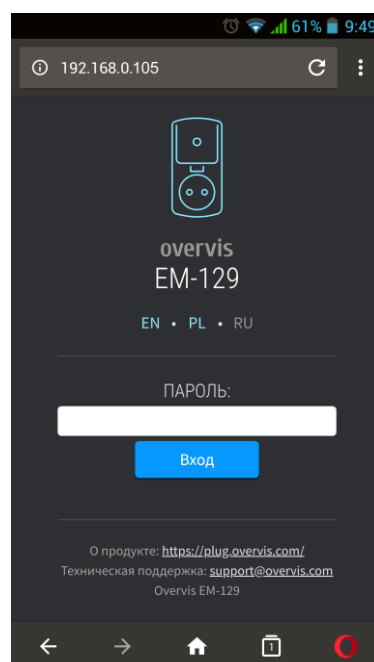 61% 9:49
192.168.0.105
overvis
EM-129
EN • PL • RU
ПАРОЛЬ:
Вход
О продукте: https://plug.overvis.com/
Техническая поддержка: support@overvis.com
Overvis EM-129
1